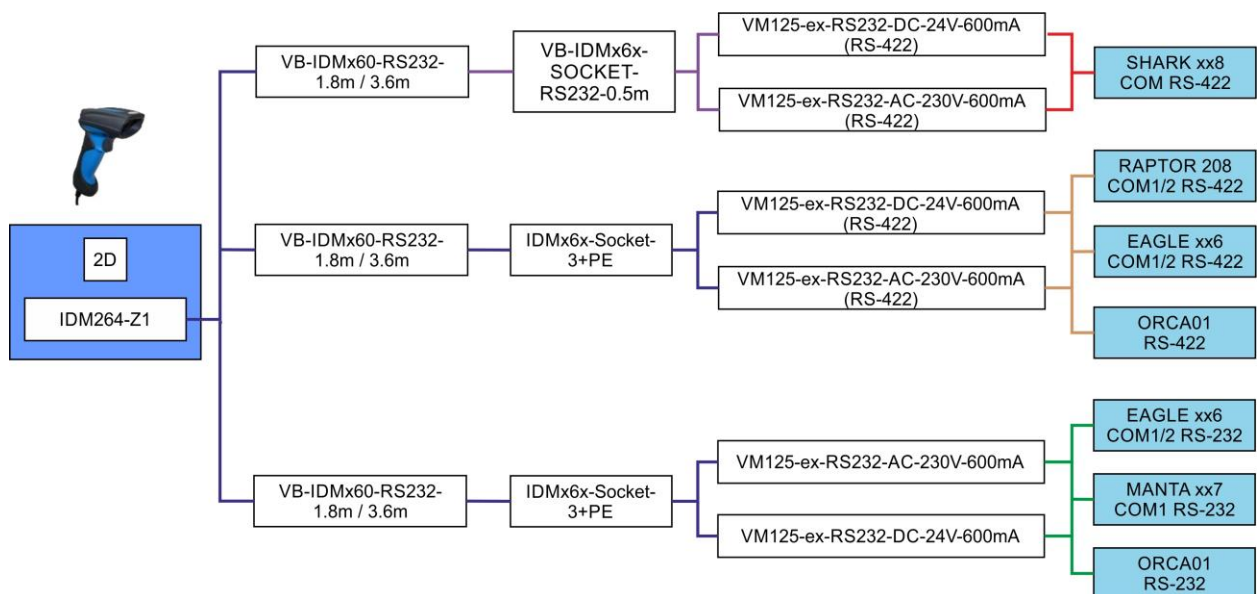 VB-IDMx60-RS232-
1.8m / 3.6m
VB-IDMx6x-
SOCKET-
RS232-0.5m
VM125-ex-RS232-DC-24V-600mA
(RS-422)
VM125-ex-RS232-AC-230V-600mA
(RS-422)
SHARK xx8
COM RS-422
2D
IDM264-Z1
VB-IDMx60-RS232-
1.8m / 3.6m
IDMx6x-Socket-
3+PE
VM125-ex-RS232-DC-24V-600mA
(RS-422)
VM125-ex-RS232-AC-230V-600mA
(RS-422)
RAPTOR 208
COM1/2 RS-422
EAGLE xx6
COM1/2 RS-422
ORCA01
RS-422
VB-IDMx60-RS232-
1.8m / 3.6m
IDMx6x-Socket-
3+PE
VM125-ex-RS232-AC-230V-600mA
VM125-ex-RS232-DC-24V-600mA
EAGLE xx6
COM1/2 RS-232
MANTA xx7
COM1 RS-232
ORCA01
RS-232